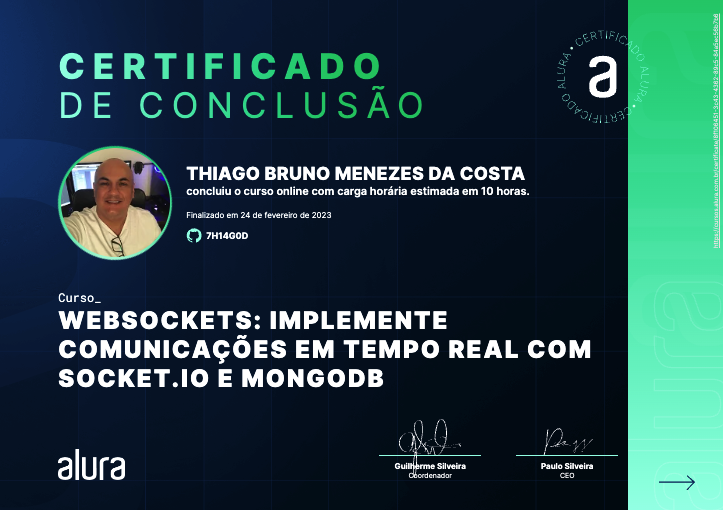 CERTIFICADO
DE CONCLUSÃO
CERTIFICADO ALURA • CERTIFICADO ALURA •
a
THIAGO BRUNO MENEZES DA COSTA
concluiu o curso online com carga horária estimada em 10 horas.
Finalizado em 24 de fevereiro de 2023
7H14G0D
Curso_
WEBSOCKETS: IMPLEMENTE
COMUNICAÇÕES EM TEMPO REAL COM
SOCKET.IO E MONGODB
alura
Guilherme Silveira
Coordenador
Paulo Silveira
CEO
alura